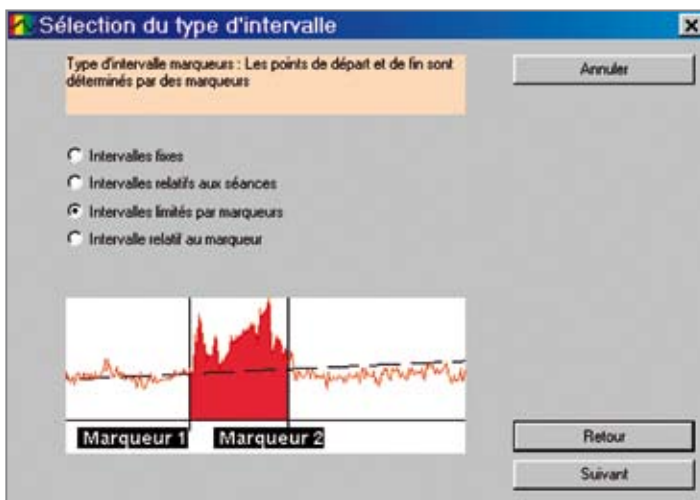 Sélection du type d'intervalle
Type d'intervalle marqueurs : Les points de départ et de fin sont
déterminés par des marqueurs
Annuler
Intervalles fixes
Intervalles relatifs aux séances
Intervalles limités par marqueurs
Intervalle relatif au marqueur
Marqueur 1
Marqueur 2
Retour
Suivant